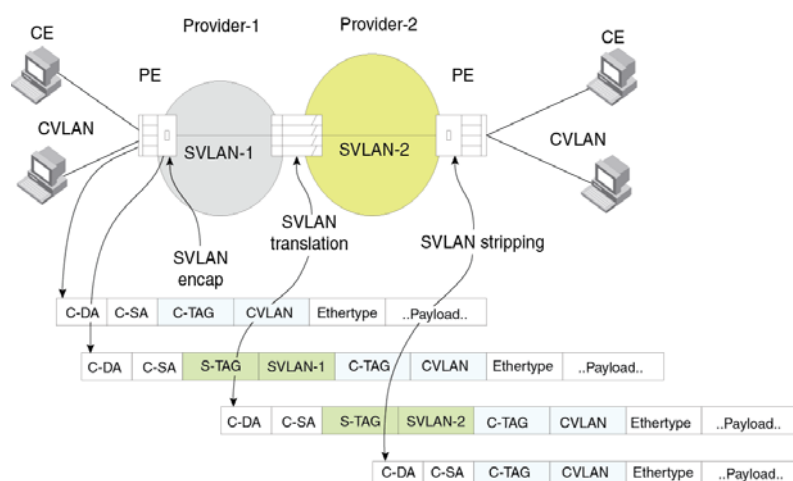 Provider-1
Provider-2
CE
CE
PE
PE
CVLAN
CVLAN
SVLAN-1
SVLAN-2
SVLAN
encap
SVLAN
translation
SVLAN stripping
C-DA C-SA C-TAG CVLAN Ethertype ..Payload..
C-DA C-SA S-TAG SVLAN-1 C-TAG CVLAN Ethertype ..Payload..
C-DA C-SA S-TAG SVLAN-2 C-TAG CVLAN Ethertype ..Payload..
C-DA C-SA C-TAG CVLAN Ethertype ..Payload..